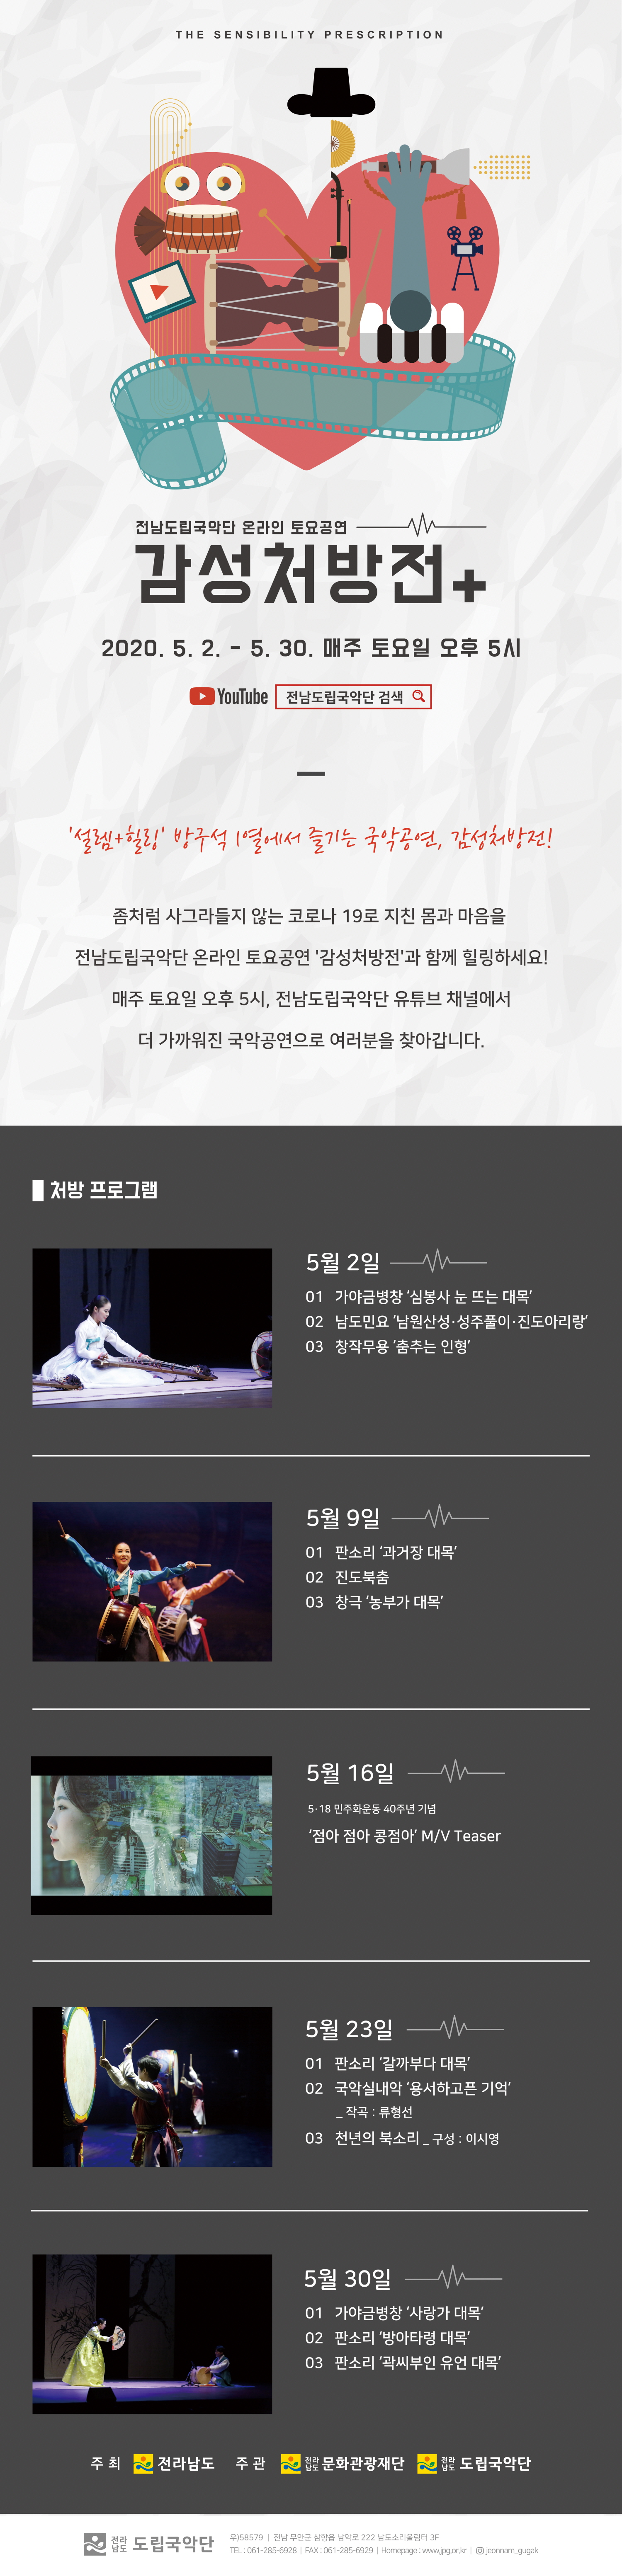 THE SENSIBILITY PRESCRIPTION
전남도립국악단 온라인 토요공연
감성처방전+
2020. 5. 2. - 5. 30. 매주 토요일 오후 5시
YouTube 전남도립국악단 검색
'설렘+힐링' 방구석 1열에서 즐기는 국악공연, 감성처방전!
좀처럼 사그라들지 않는 코로나 19로 지친 몸과 마음을
전남도립국악단 온라인 토요공연 '감성처방전'과 함께 힐링하세요!
매주 토요일 오후 5시, 전남도립국악단 유튜브 채널에서
더 가까워진 국악공연으로 여러분을 찾아갑니다.
처방 프로그램
5월 2일
01 가야금병창 ‘심봉사 눈 뜨는 대목’
02 남도민요 ‘남원산성·성주풀이·진도아리랑’
03 창작무용 ‘춤추는 인형’
5월 9일
01 판소리 ‘과거장 대목’
02 진도북춤
03 창극 ‘농부가 대목’
5월 16일
5·18 민주화운동 40주년 기념
‘점아 점아 콩점아’ M/V Teaser
5월 23일
01 판소리 ‘갈까부다 대목’
02 국악실내악 ‘용서하고픈 기억’
_ 작곡 : 류형선
03 천년의 북소리 _ 구성 : 이시영
5월 30일
01 가야금병창 ‘사랑가 대목’
02 판소리 ‘방아타령 대목’
03 판소리 ‘곽씨부인 유언 대목’
주 최 전라남도 주 관 전라남도 문화관광재단 전라남도 도립국악단
전라남도 도립국악단
우)58579 | 전남 무안군 삼향읍 남악로 222 남도소리울림터 3F
TEL : 061-285-6928 | FAX : 061-285-6929 | Homepage : www.jpg.or.kr | jeonnam_gugak